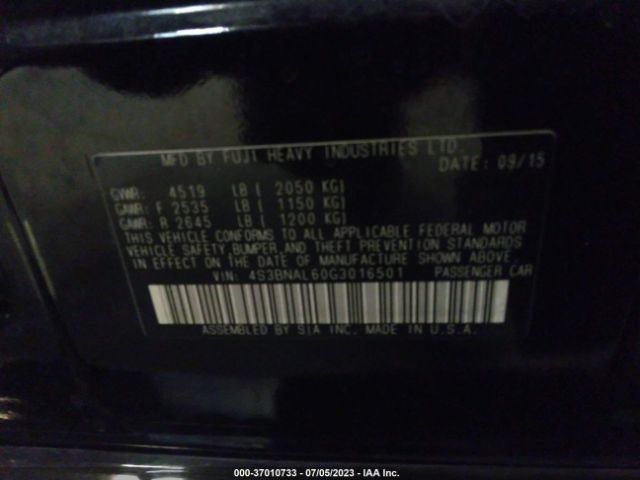 MFD BY FUJI HEAVY INDUSTRIES LTD.
DATE: 09/15
GVWR: 4519 LB ( 2050 KG)
GAWR: F 2535 LB ( 1150 KG)
GAWR: R 2645 LB ( 1200 KG)
THIS VEHICLE CONFORMS TO ALL APPLICABLE FEDERAL MOTOR
VEHICLE SAFETY,BUMPER,AND THEFT PREVENTION STANDARDS
IN EFFECT ON THE DATE OF MANUFACTURE SHOWN ABOVE.
VIN: 4S3BNAL60G3016501 PASSENGER CAR
ASSEMBLED BY SIA INC. MADE IN U.S.A.
000-37010733 - 07/05/2023 - IAA Inc.